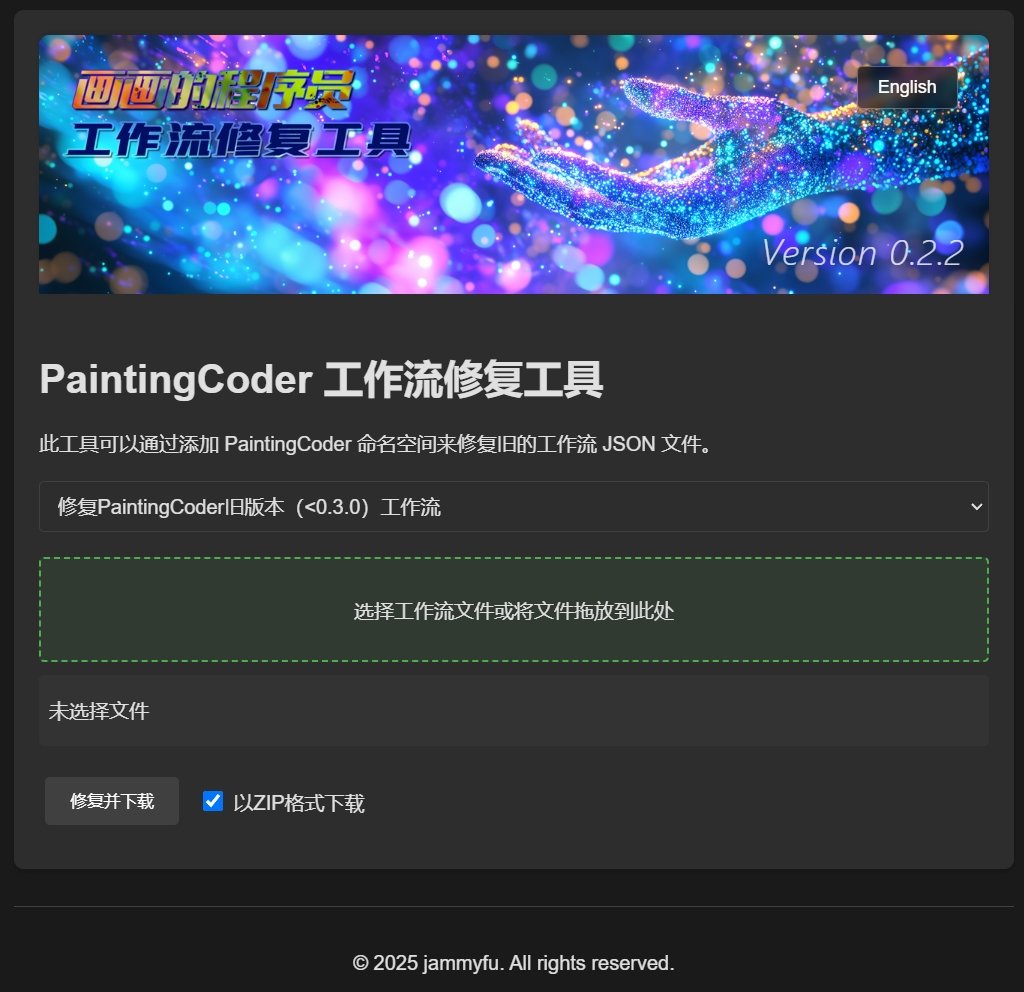 画画的程序员
工作流修复工具
English
Version 0.2.2
PaintingCoder 工作流修复工具
此工具可以通过添加 PaintingCoder 命名空间来修复旧的工作流 JSON 文件。
修复PaintingCoder旧版本（<0.3.0）工作流
选择工作流文件或将文件拖放到此处
未选择文件
修复并下载
以ZIP格式下载
© 2025 jammyfu. All rights reserved.